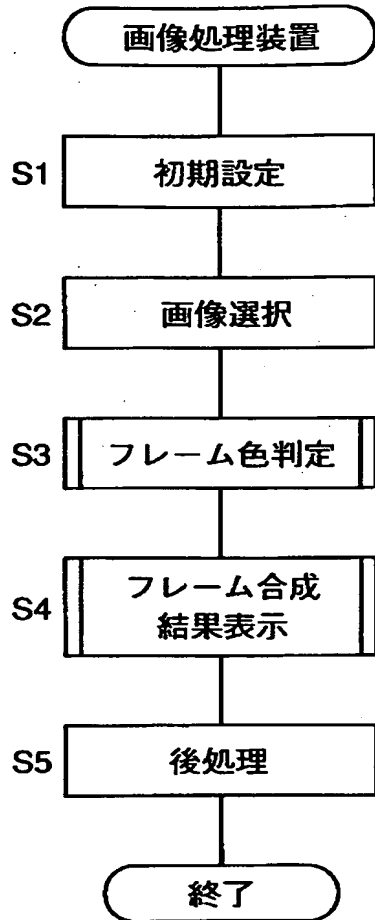 画像処理装置
S1 初期設定
S2 画像選択
S3 フレーム色判定
S4 フレーム合成
結果表示
S5 後処理
終了